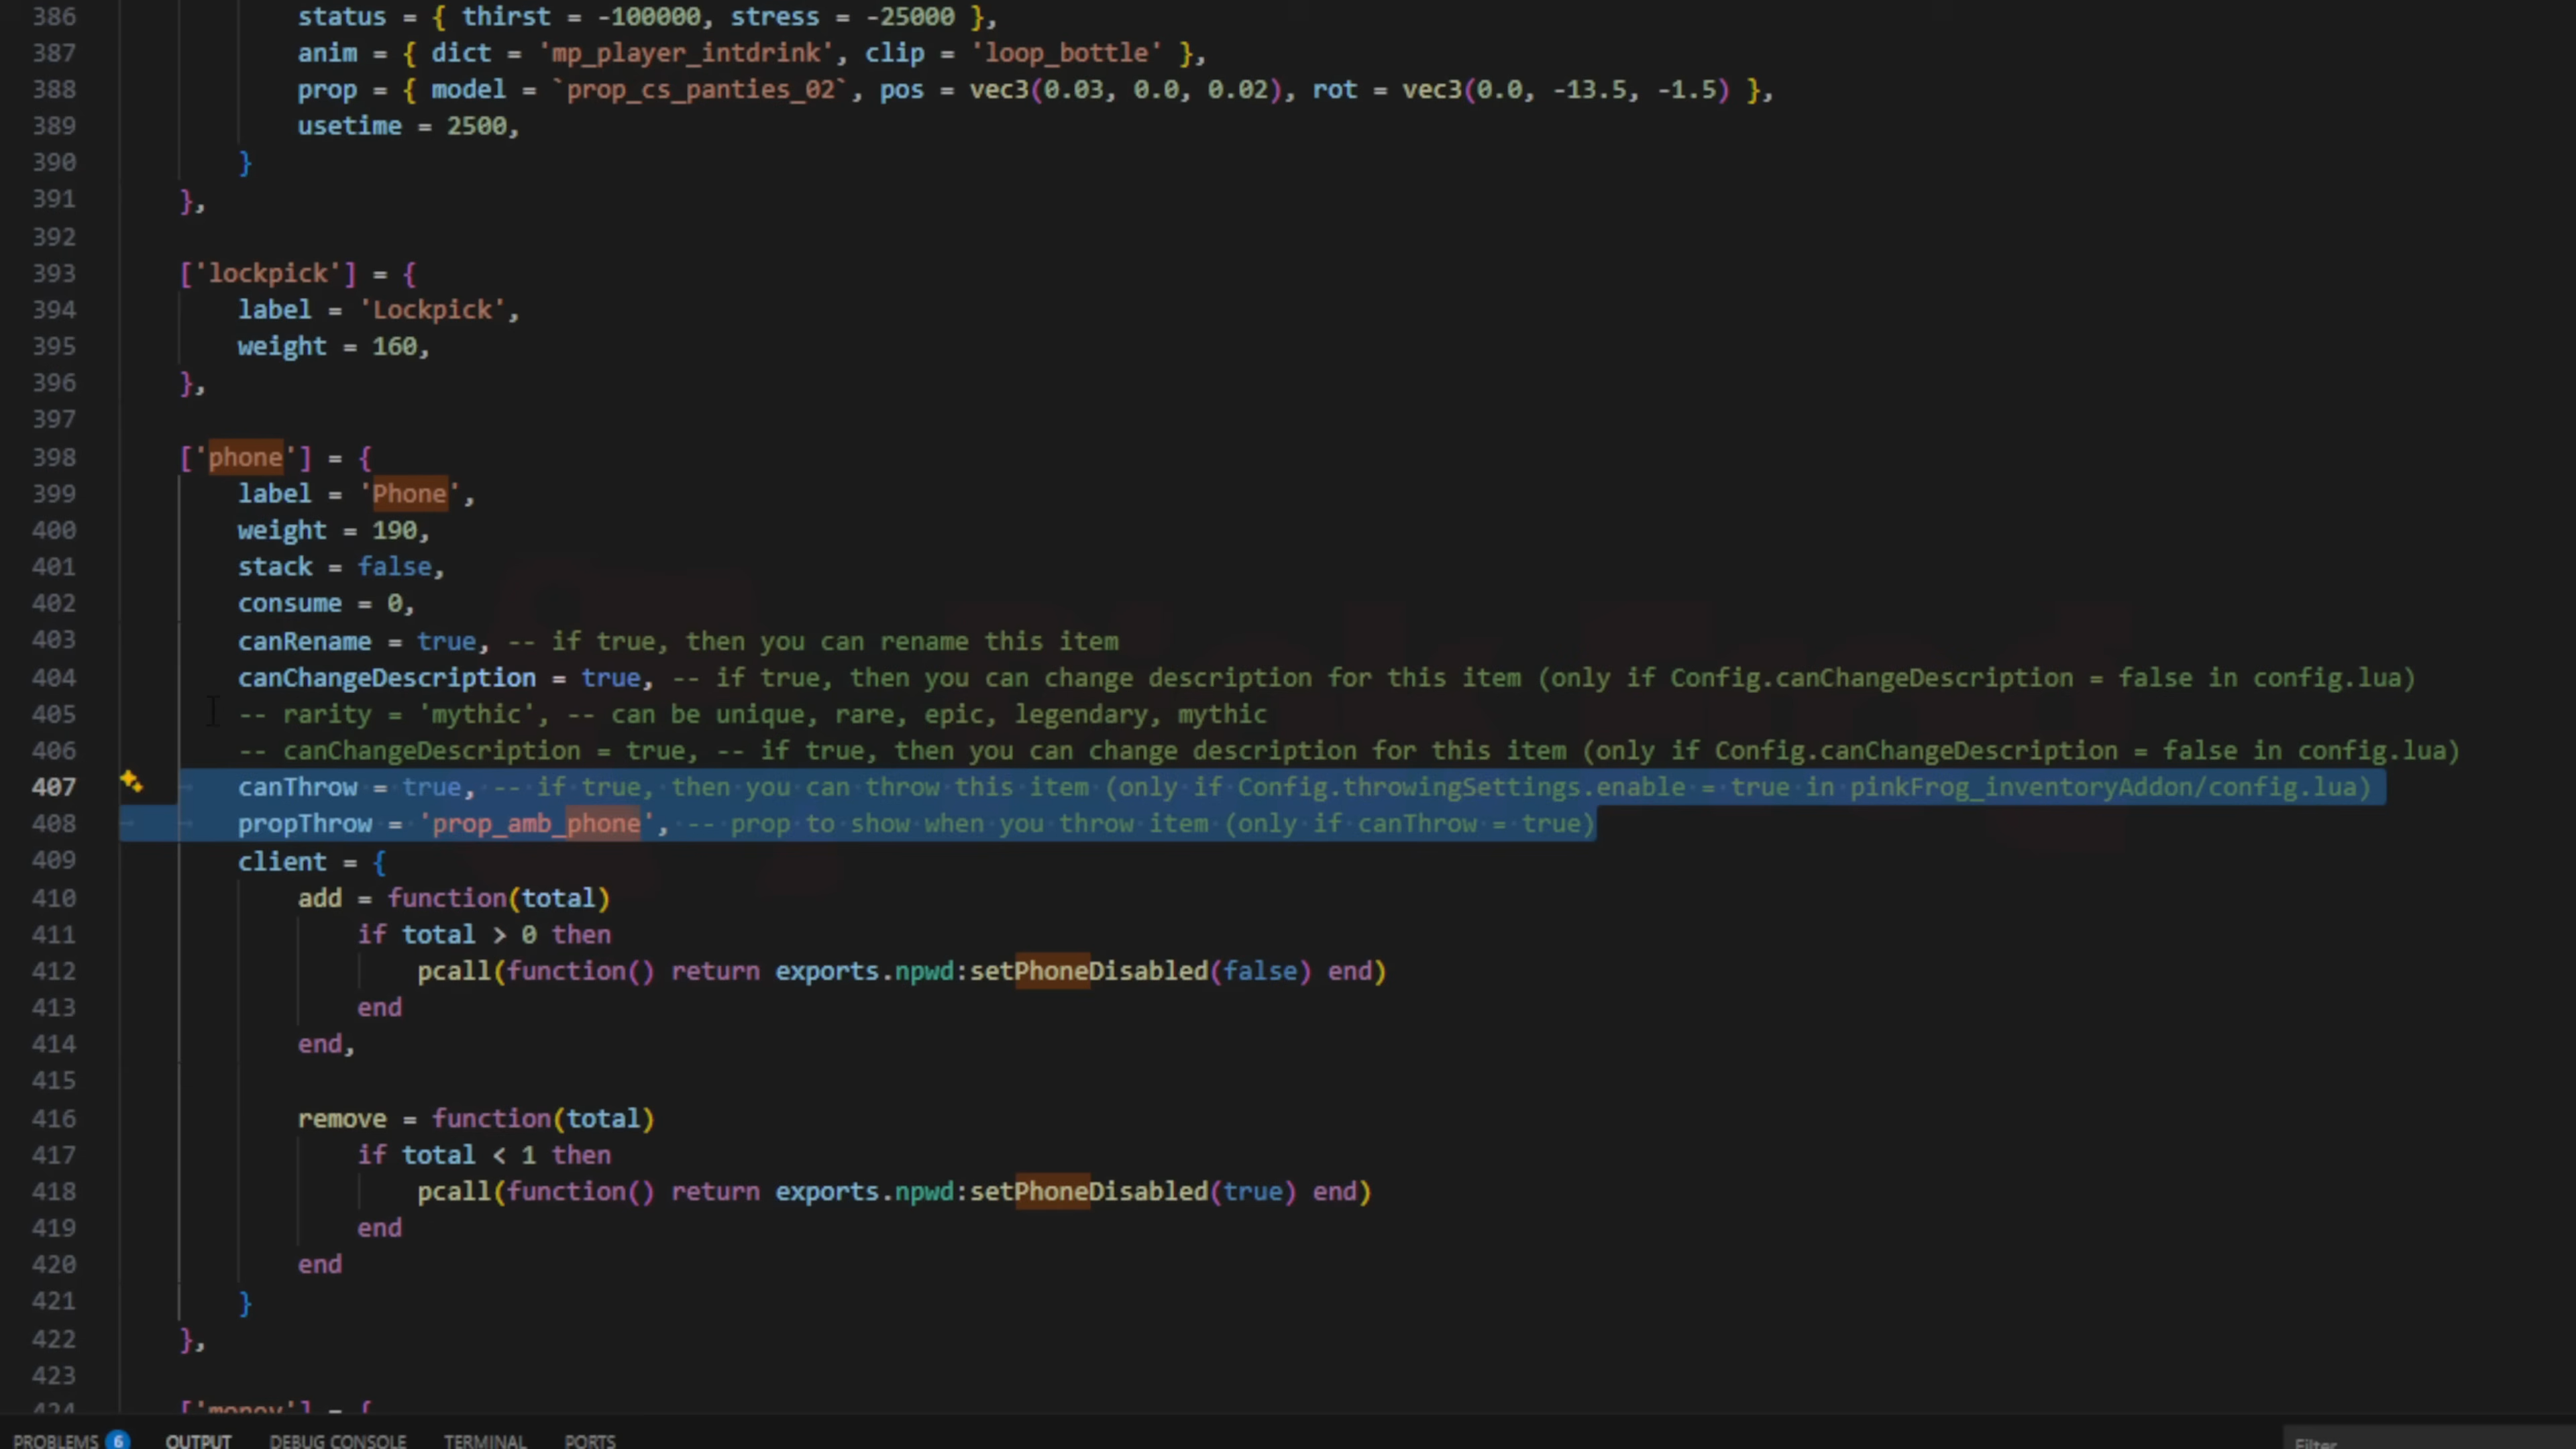 386 status = { thirst = -100000, stress = -25000 },
387 anim = { dict = 'mp_player_intdrink', clip = 'loop_bottle' },
388 prop = { model = `prop_cs_panties_02`, pos = vec3(0.03, 0.0, 0.02), rot = vec3(0.0, -13.5, -1.5) },
389 usetime = 2500,
390 }
391 },
392
393 ['lockpick'] = {
394 label = 'Lockpick',
395 weight = 160,
396 },
397
398 ['phone'] = {
399 label = 'Phone',
400 weight = 190,
401 stack = false,
402 consume = 0,
403 canRename = true, -- if true, then you can rename this item
404 canChangeDescription = true, -- if true, then you can change description for this item (only if Config.canChangeDescription = false in config.lua)
405 -- rarity = 'mythic', -- can be unique, rare, epic, legendary, mythic
406 -- canChangeDescription = true, -- if true, then you can change description for this item (only if Config.canChangeDescription = false in config.lua)
407 canThrow = true, -- if true, then you can throw this item (only if Config.throwingSettings.enable = true in pinkFrog_inventoryAddon/config.lua)
408 propThrow = 'prop_amb_phone', -- prop to show when you throw item (only if canThrow = true)
409 client = {
410 add = function(total)
411 if total > 0 then
412 pcall(function() return exports.npwd:setPhoneDisabled(false) end)
413 end
414 end,
415
416 remove = function(total)
417 if total < 1 then
418 pcall(function() return exports.npwd:setPhoneDisabled(true) end)
419 end
420 end
421 }
422 },
423
424 ['money'] = {
PROBLEMS 6 OUTPUT DEBUG CONSOLE TERMINAL PORTS Filter